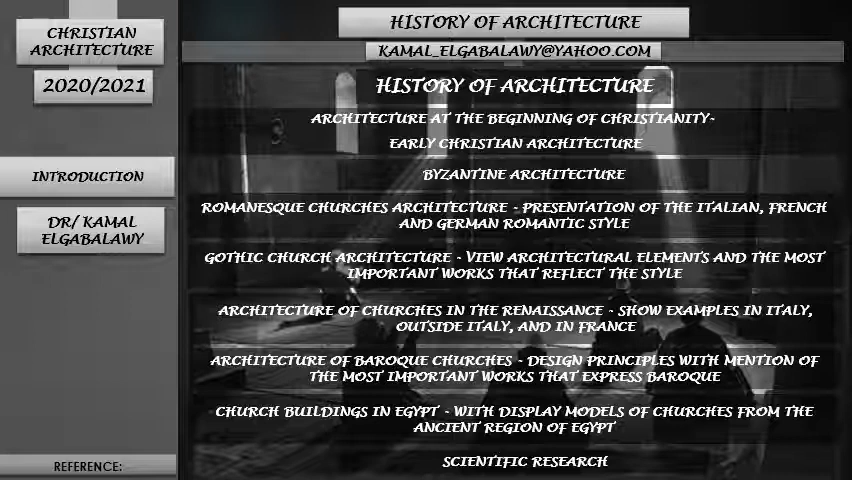 CHRISTIAN
ARCHITECTURE
2020/2021
INTRODUCTION
DR/ KAMAL
ELGABALAWY
REFERENCE:
HISTORY OF ARCHITECTURE
KAMAL_ELGABALAWY@YAHOO.COM
HISTORY OF ARCHITECTURE
ARCHITECTURE AT THE BEGINNING OF CHRISTIANITY-
EARLY CHRISTIAN ARCHITECTURE
BYZANTINE ARCHITECTURE
ROMANESQUE CHURCHES ARCHITECTURE - PRESENTATION OF THE ITALIAN, FRENCH
AND GERMAN ROMANTIC STYLE
GOTHIC CHURCH ARCHITECTURE - VIEW ARCHITECTURAL ELEMENTS AND THE MOST
IMPORTANT WORKS THAT REFLECT THE STYLE
ARCHITECTURE OF CHURCHES IN THE RENAISSANCE - SHOW EXAMPLES IN ITALY,
OUTSIDE ITALY, AND IN FRANCE
ARCHITECTURE OF BAROQUE CHURCHES - DESIGN PRINCIPLES WITH MENTION OF
THE MOST IMPORTANT WORKS THAT EXPRESS BAROQUE
CHURCH BUILDINGS IN EGYPT - WITH DISPLAY MODELS OF CHURCHES FROM THE
ANCIENT REGION OF EGYPT
SCIENTIFIC RESEARCH